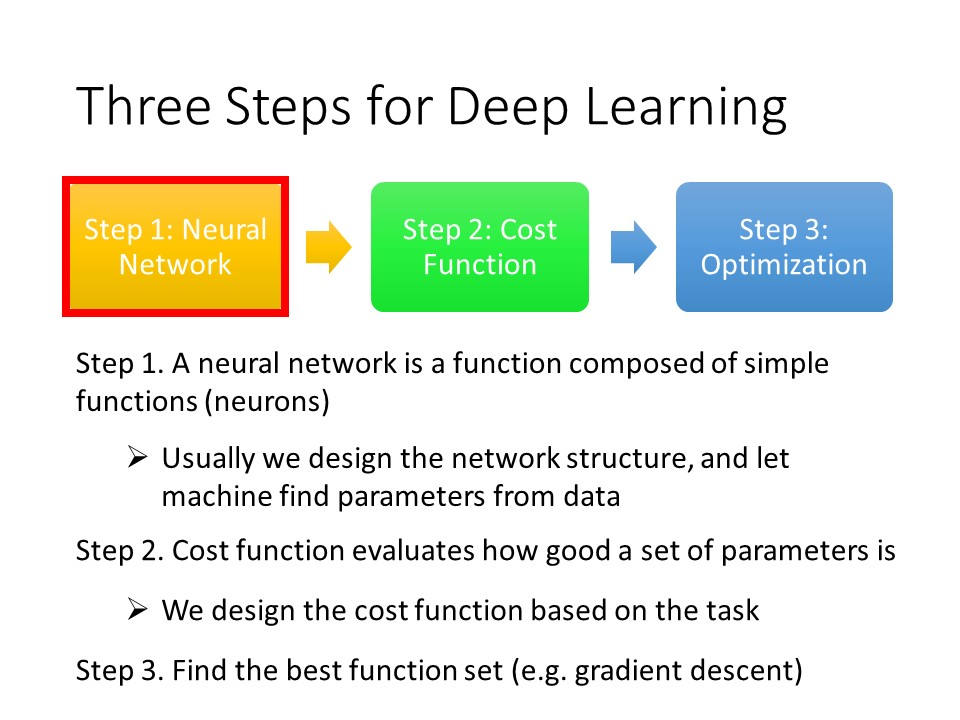 Three Steps for Deep Learning
Step 1: Neural
Network
Step 2: Cost
Function
Step 3:
Optimization
Step 1. A neural network is a function composed of simple
functions (neurons)
➢ Usually we design the network structure, and let
machine find parameters from data
Step 2. Cost function evaluates how good a set of parameters is
➢ We design the cost function based on the task
Step 3. Find the best function set (e.g. gradient descent)